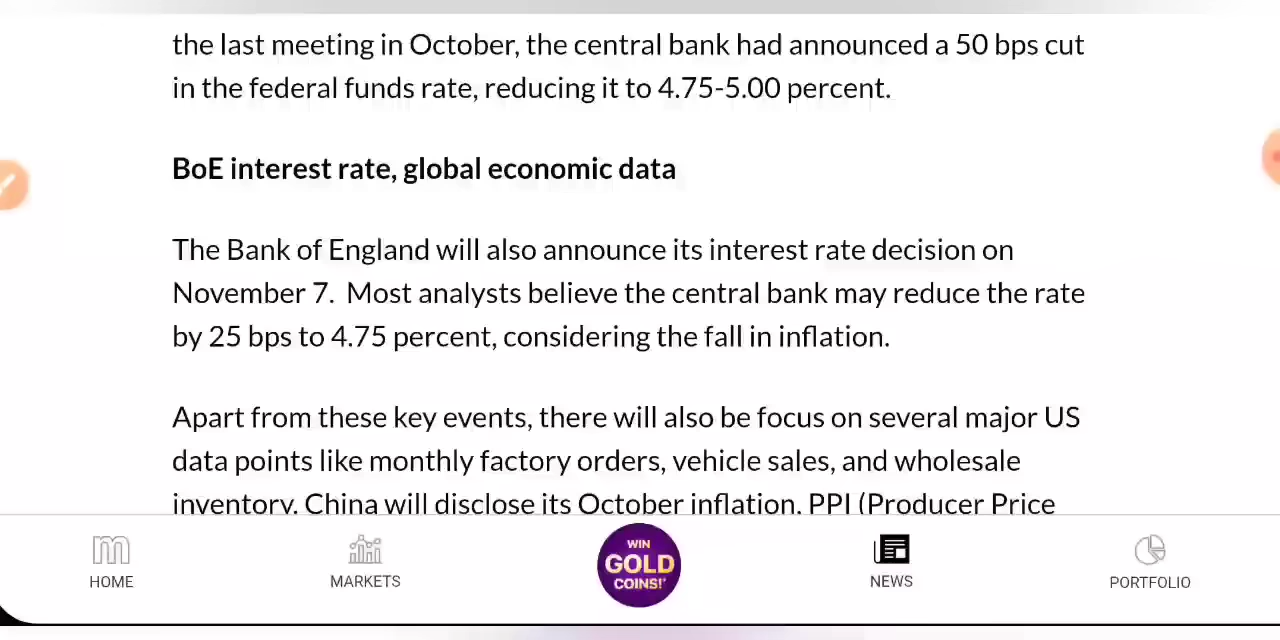 the last meeting in October, the central bank had announced a 50 bps cut
in the federal funds rate, reducing it to 4.75-5.00 percent.
BoE interest rate, global economic data
The Bank of England will also announce its interest rate decision on
November 7. Most analysts believe the central bank may reduce the rate
by 25 bps to 4.75 percent, considering the fall in inflation.
Apart from these key events, there will also be focus on several major US
data points like monthly factory orders, vehicle sales, and wholesale
inventory. China will disclose its October inflation, PPI (Producer Price
WIN
GOLD
COINS!*
HOME
MARKETS
NEWS
PORTFOLIO